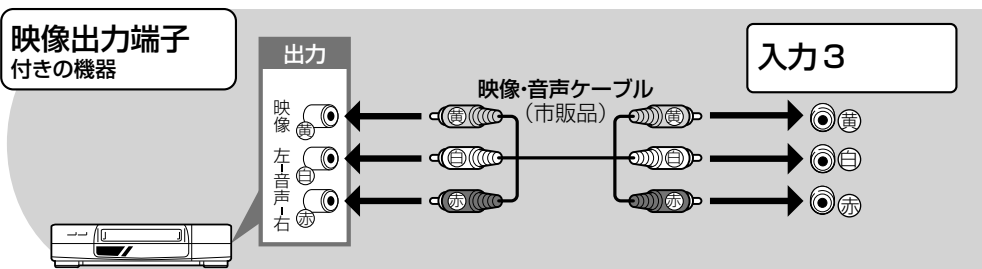 映像出力端子
付きの機器
出力
映像
黄
左-音声-右
白
赤
映像・音声ケーブル
(市販品)
黄
白
赤
黄
白
赤
入力3
黄
白
赤